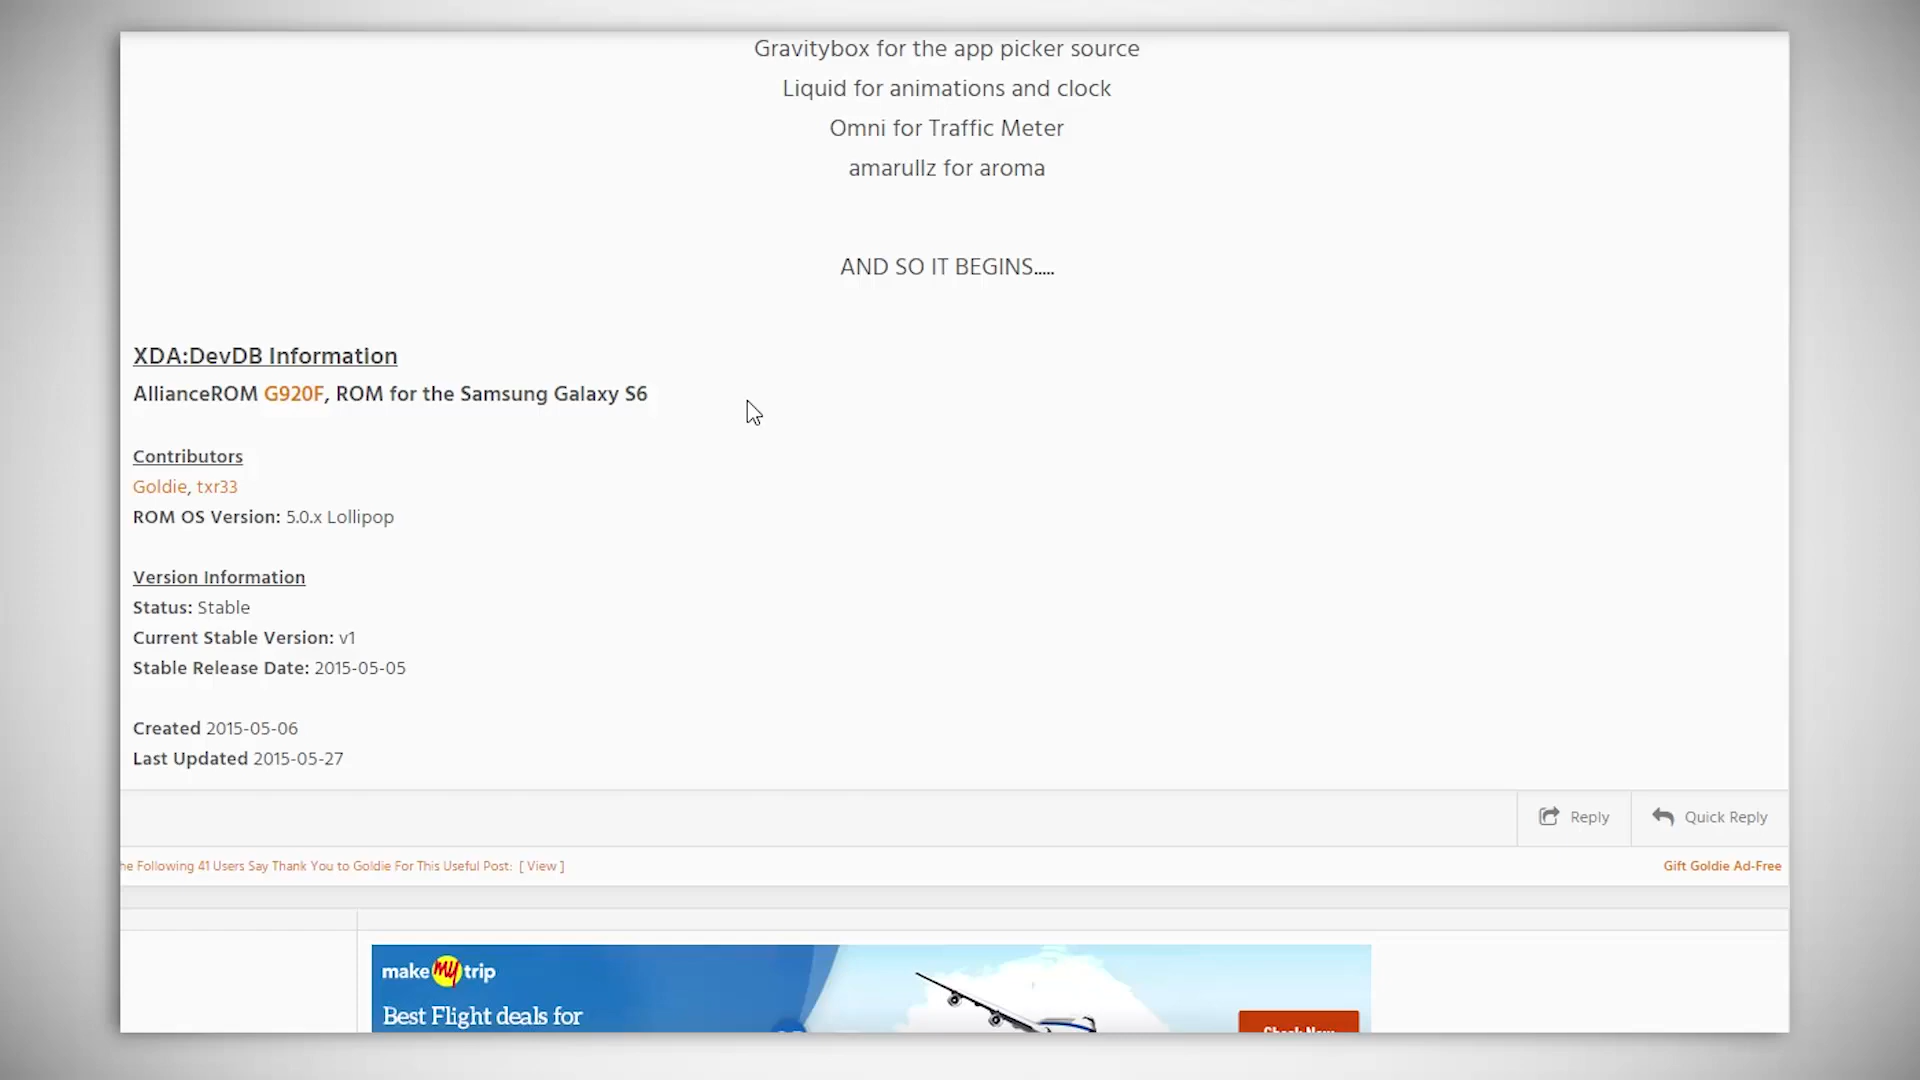 Gravitybox for the app picker source
Liquid for animations and clock
Omni for Traffic Meter
amarullz for aroma
AND SO IT BEGINS.....
XDA:DevDB Information
AllianceROM G920F, ROM for the Samsung Galaxy S6
Contributors
Goldie, txr33
ROM OS Version: 5.0.x Lollipop
Version Information
Status: Stable
Current Stable Version: v1
Stable Release Date: 2015-05-05
Created 2015-05-06
Last Updated 2015-05-27
Reply
Quick Reply
he Following 41 Users Say Thank You to Goldie For This Useful Post: [ View ]
Gift Goldie Ad-Free
make my trip
Best Flight deals for